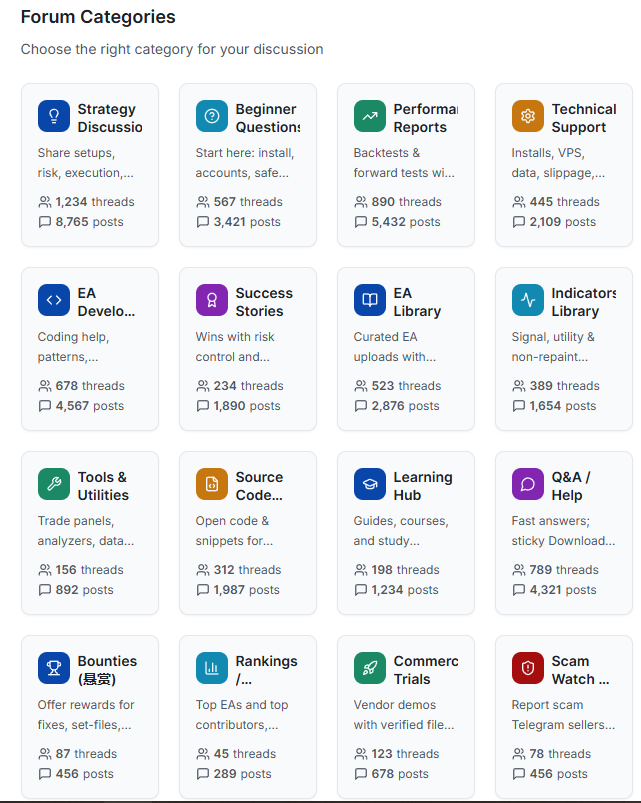 Forum Categories
Choose the right category for your discussion
Strategy
Discussio
Share setups,
risk, execution,...
1,234 threads
8,765 posts
Beginner
Questions
Start here: install,
accounts, safe...
567 threads
3,421 posts
Performa
Reports
Backtests &
forward tests wi...
890 threads
5,432 posts
Technical
Support
Installs, VPS,
data, slippage,...
445 threads
2,109 posts
EA
Develo...
Coding help,
patterns,...
678 threads
4,567 posts
Success
Stories
Wins with risk
control and...
234 threads
1,890 posts
EA
Library
Curated EA
uploads with...
523 threads
2,876 posts
Indicators
Library
Signal, utility &
non-repaint...
389 threads
1,654 posts
Tools &
Utilities
Trade panels,
analyzers, data...
156 threads
892 posts
Source
Code...
Open code &
snippets for...
312 threads
1,987 posts
Learning
Hub
Guides, courses,
and study...
198 threads
1,234 posts
Q&A /
Help
Fast answers;
sticky Download...
789 threads
4,321 posts
Bounties
(悬赏)
Offer rewards for
fixes, set-files,...
87 threads
456 posts
Rankings
/...
Top EAs and top
contributors,...
45 threads
289 posts
Commerc
Trials
Vendor demos
with verified file...
123 threads
678 posts
Scam
Watch ...
Report scam
Telegram sellers...
78 threads
456 posts